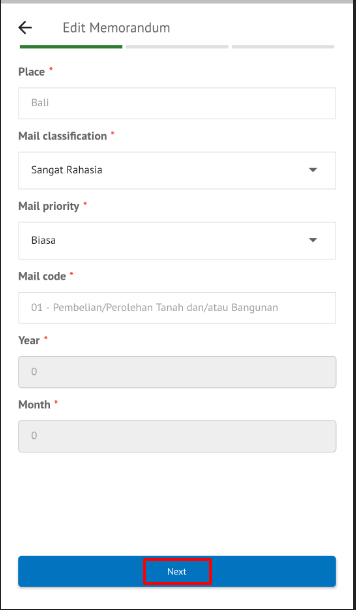 Edit Memorandum
Place *
Bali
Mail classification *
Sangat Rahasia
Mail priority *
Biasa
Mail code *
01 - Pembelian/Perolehan Tanah dan/atau Bangunan
Year *
0
Month *
0
Next